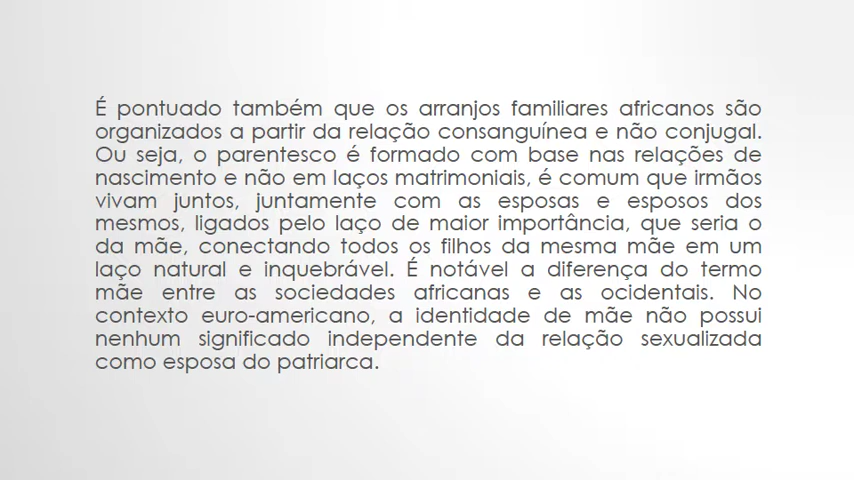 É pontuado também que os arranjos familiares africanos são
organizados a partir da relação consanguínea e não conjugal.
Ou seja, o parentesco é formado com base nas relações de
nascimento e não em laços matrimoniais, é comum que irmãos
vivam juntos, juntamente com as esposas e esposos dos
mesmos, ligados pelo laço de maior importância, que seria o
da mãe, conectando todos os filhos da mesma mãe em um
laço natural e inquebrável. É notável a diferença do termo
mãe entre as sociedades africanas e as ocidentais. No
contexto euro-americano, a identidade de mãe não possui
nenhum significado independente da relação sexualizada
como esposa do patriarca.